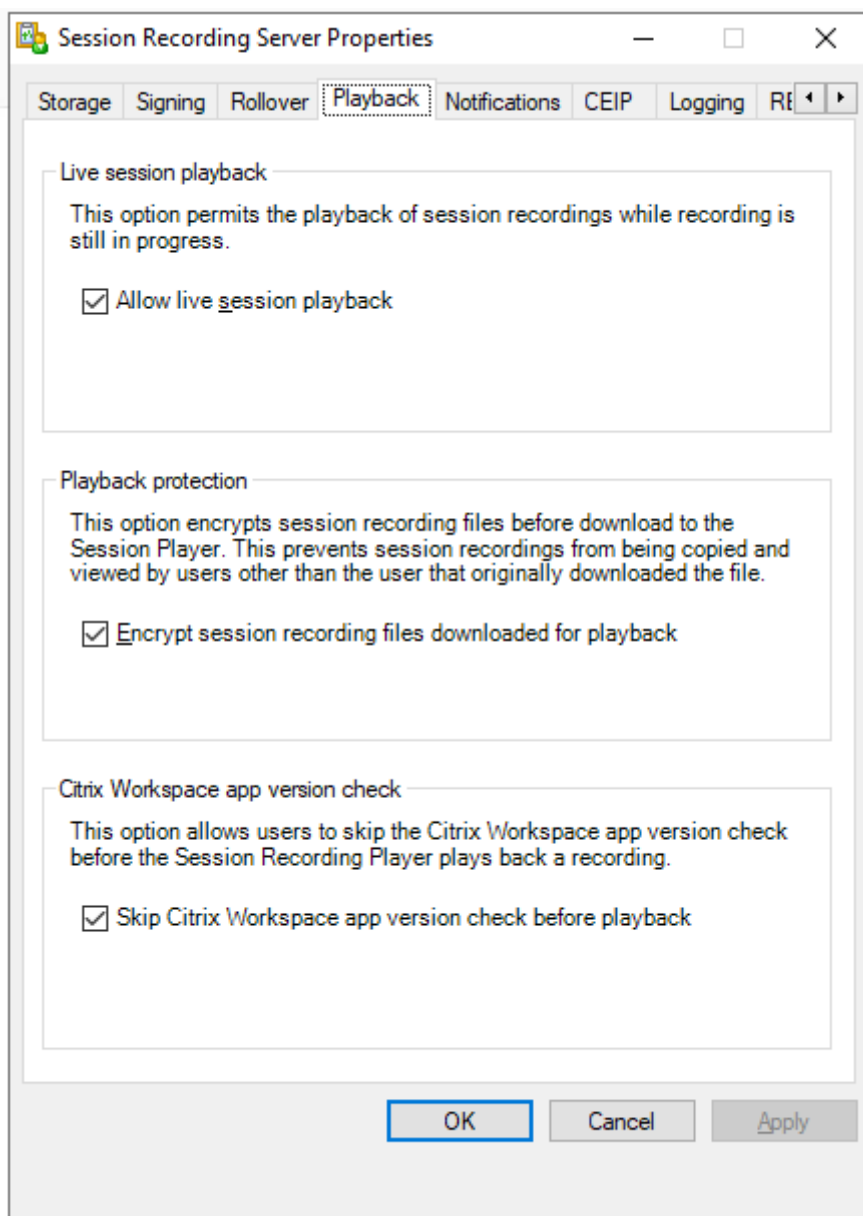 Session Recording Server Properties
Storage Signing Rollover Playback Notifications CEIP Logging
Live session playback
This option permits the playback of session recordings while recording is
still in progress.
Allow live session playback
Playback protection
This option encrypts session recording files before download to the
Session Player. This prevents session recordings from being copied and
viewed by users other than the user that originally downloaded the file.
Encrypt session recording files downloaded for playback
Citrix Workspace app version check
This option allows users to skip the Citrix Workspace app version check
before the Session Recording Player plays back a recording.
Skip Citrix Workspace app version check before playback
OK Cancel Apply